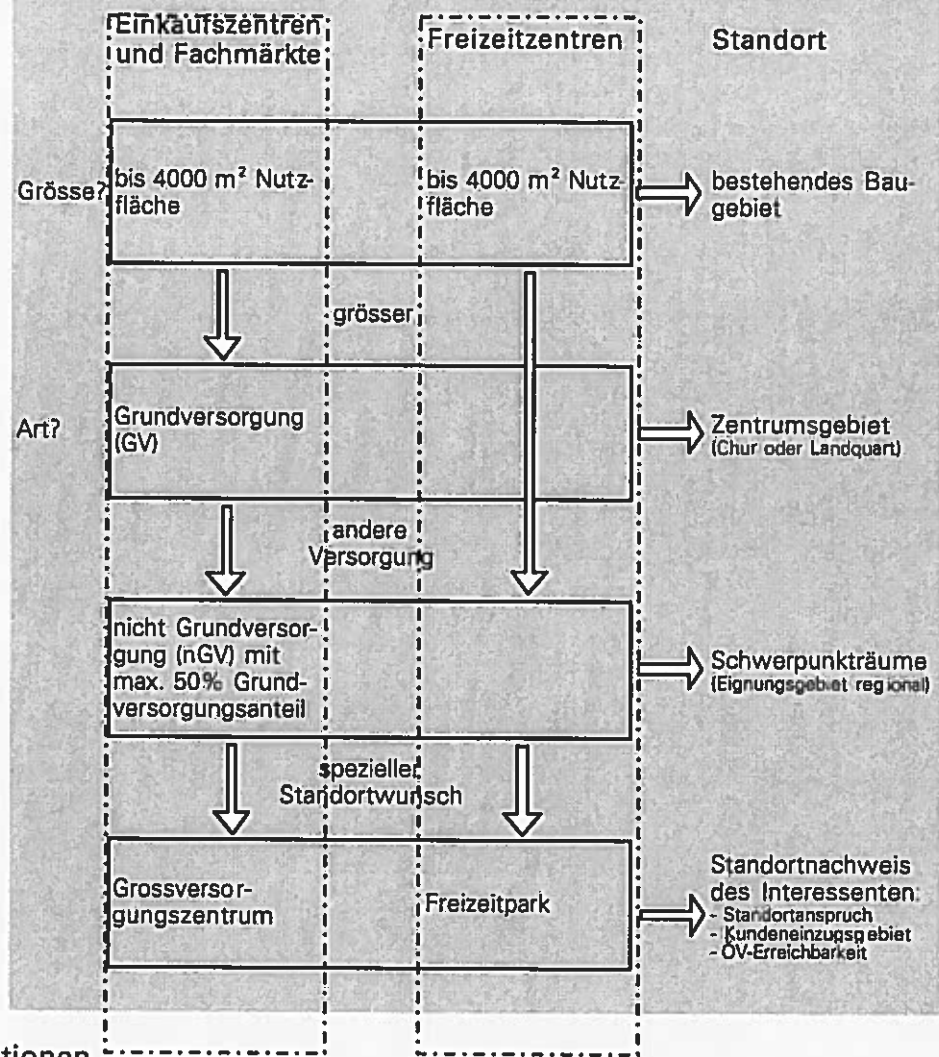 Einkaufszentren
und Fachmärkte
Freizeitzentren
Standort
Grösse?
bis 4000 m² Nutz-
fläche
bis 4000 m² Nutz-
fläche
bestehendes Bau-
gebiet
grösser
Art?
Grundversorgung
(GV)
Zentrumsgebiet
(Chur oder Landquart)
andere
Versorgung
nicht Grundversor-
gung (nGV) mit
max. 50% Grund-
versorgungsanteil
Schwerpunkträume
(Eignungsgebiet regional)
spezieller
Standortwunsch
Grossversor-
gungszentrum
Freizeitpark
Standortnachweis
des Interessenten:
- Standortanspruch
- Kundeneinzugsgebiet
- ÖV-Erreichbarkeit